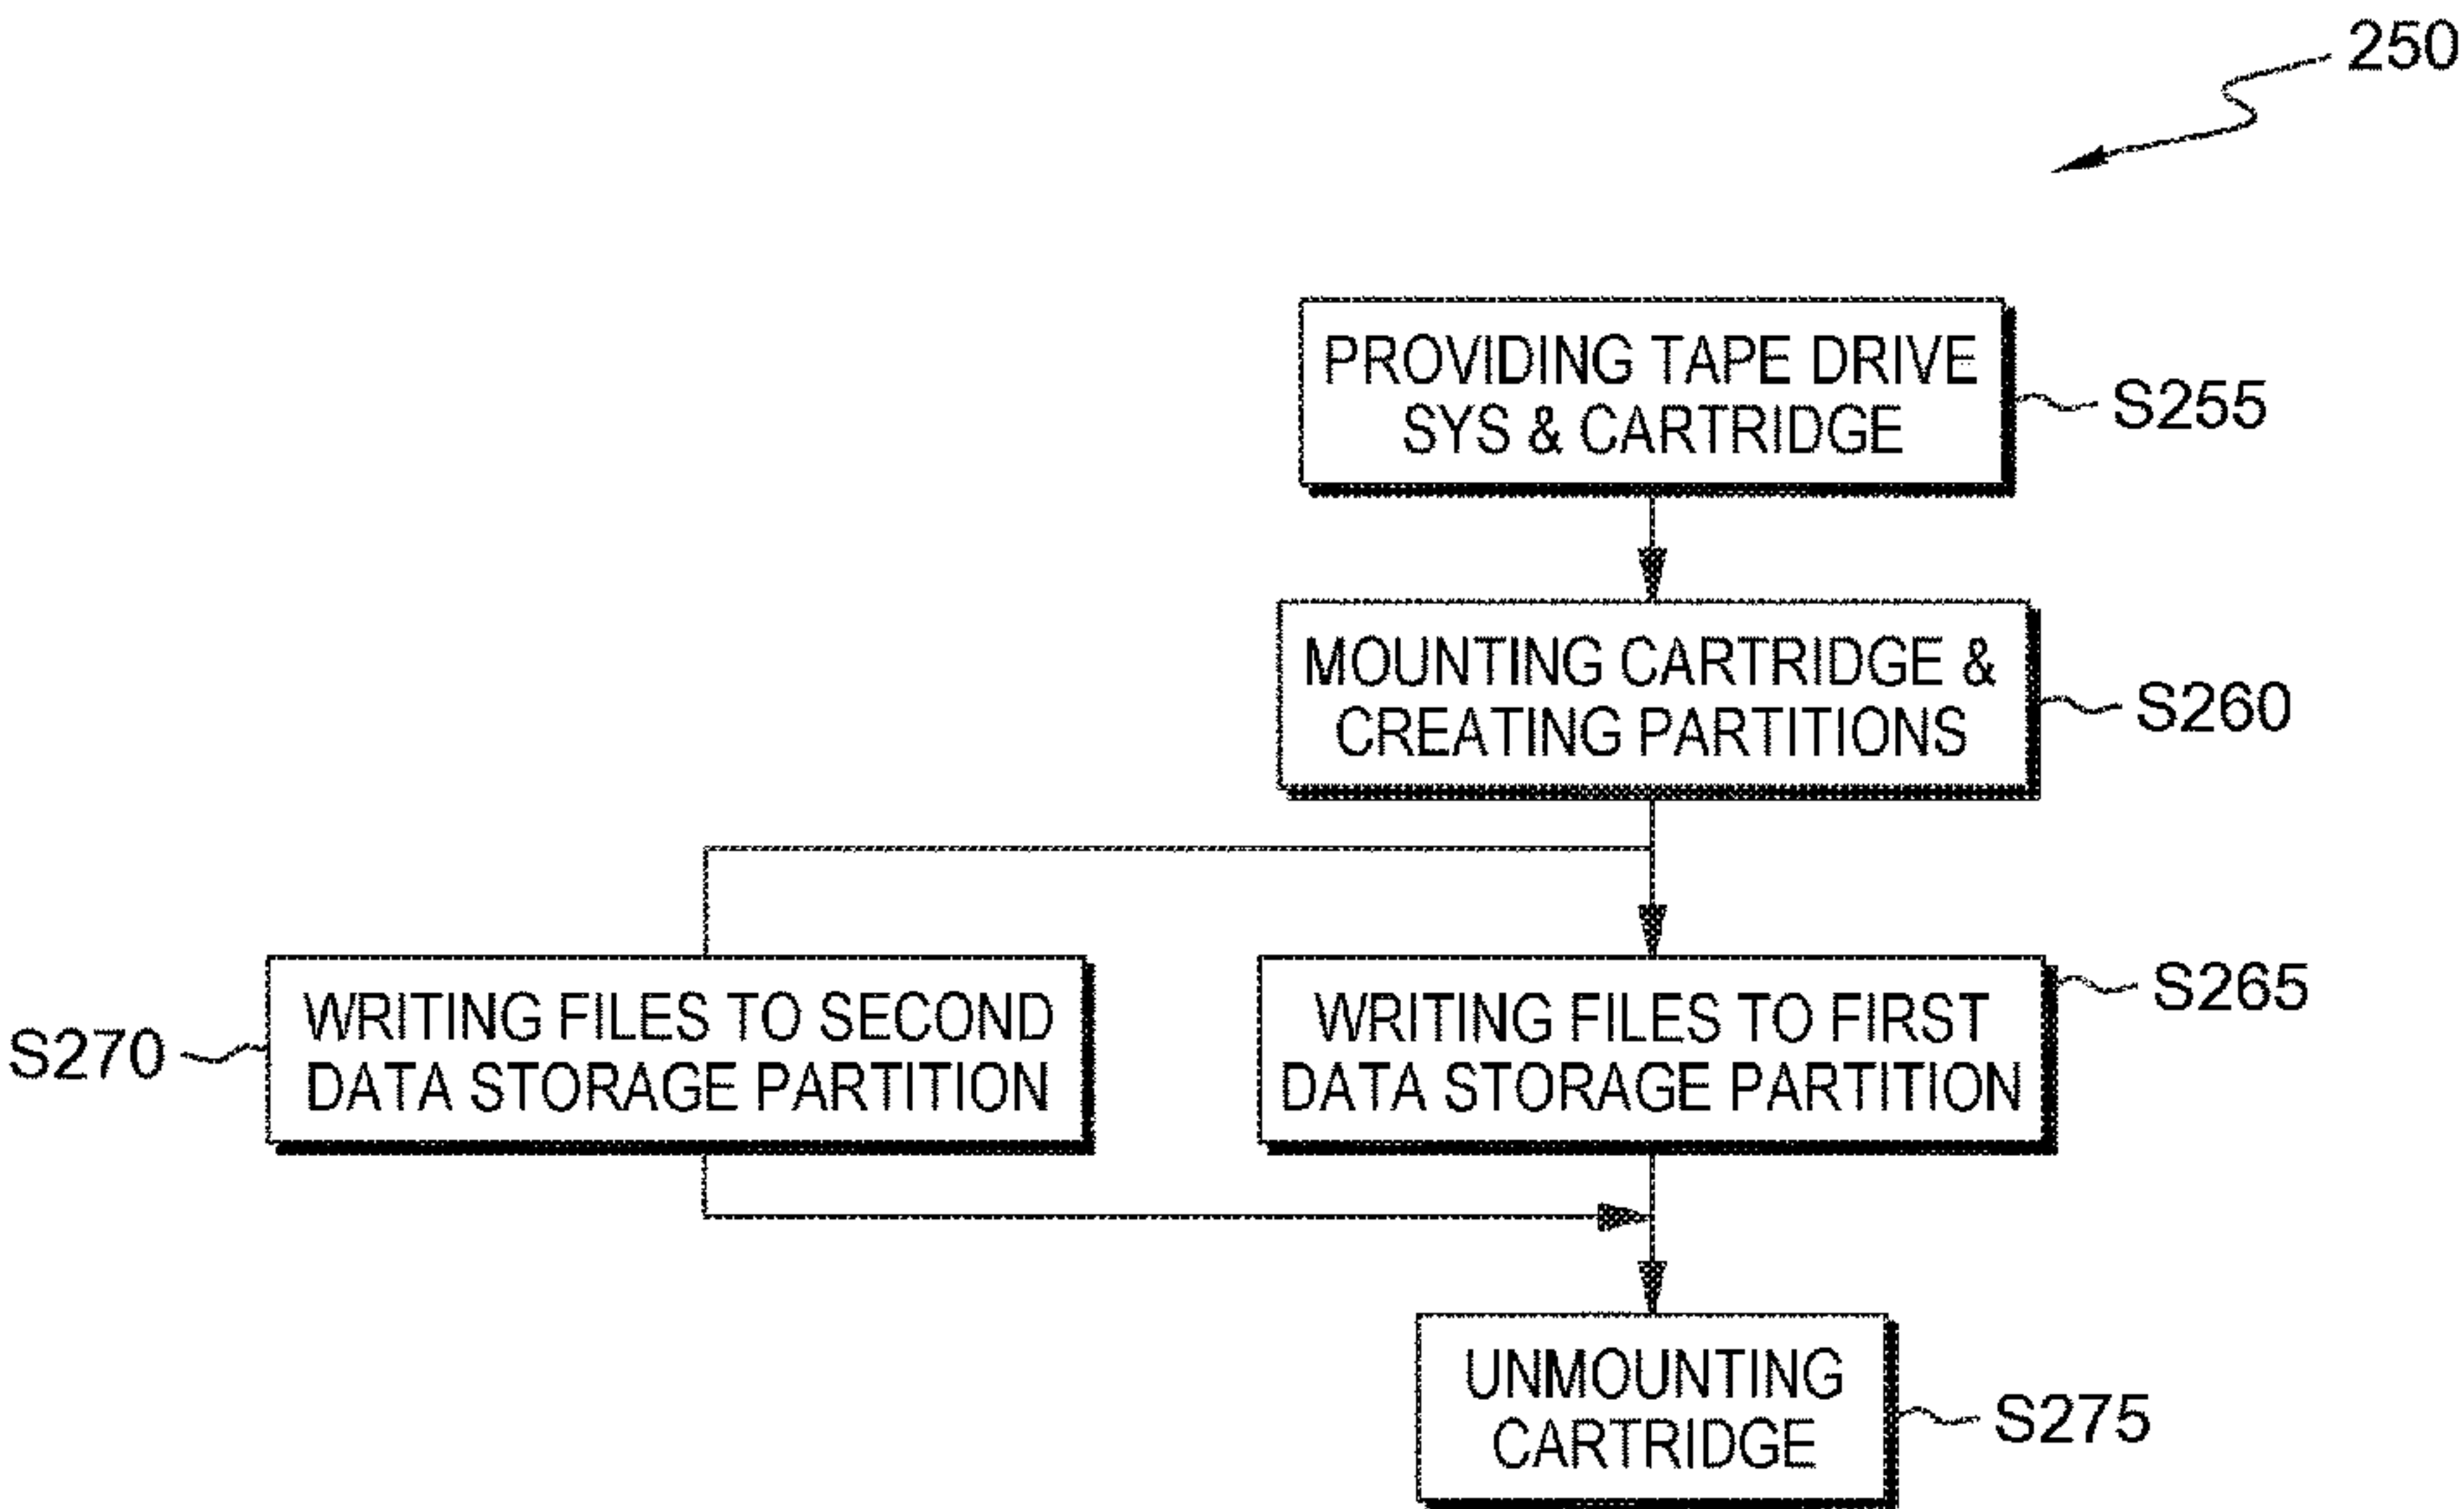 250
PROVIDING TAPE DRIVE
SYS & CARTRIDGE
S255
MOUNTING CARTRIDGE &
CREATING PARTITIONS
S260
S270
WRITING FILES TO SECOND
DATA STORAGE PARTITION
WRITING FILES TO FIRST
DATA STORAGE PARTITION
S265
UNMOUNTING
CARTRIDGE
S275